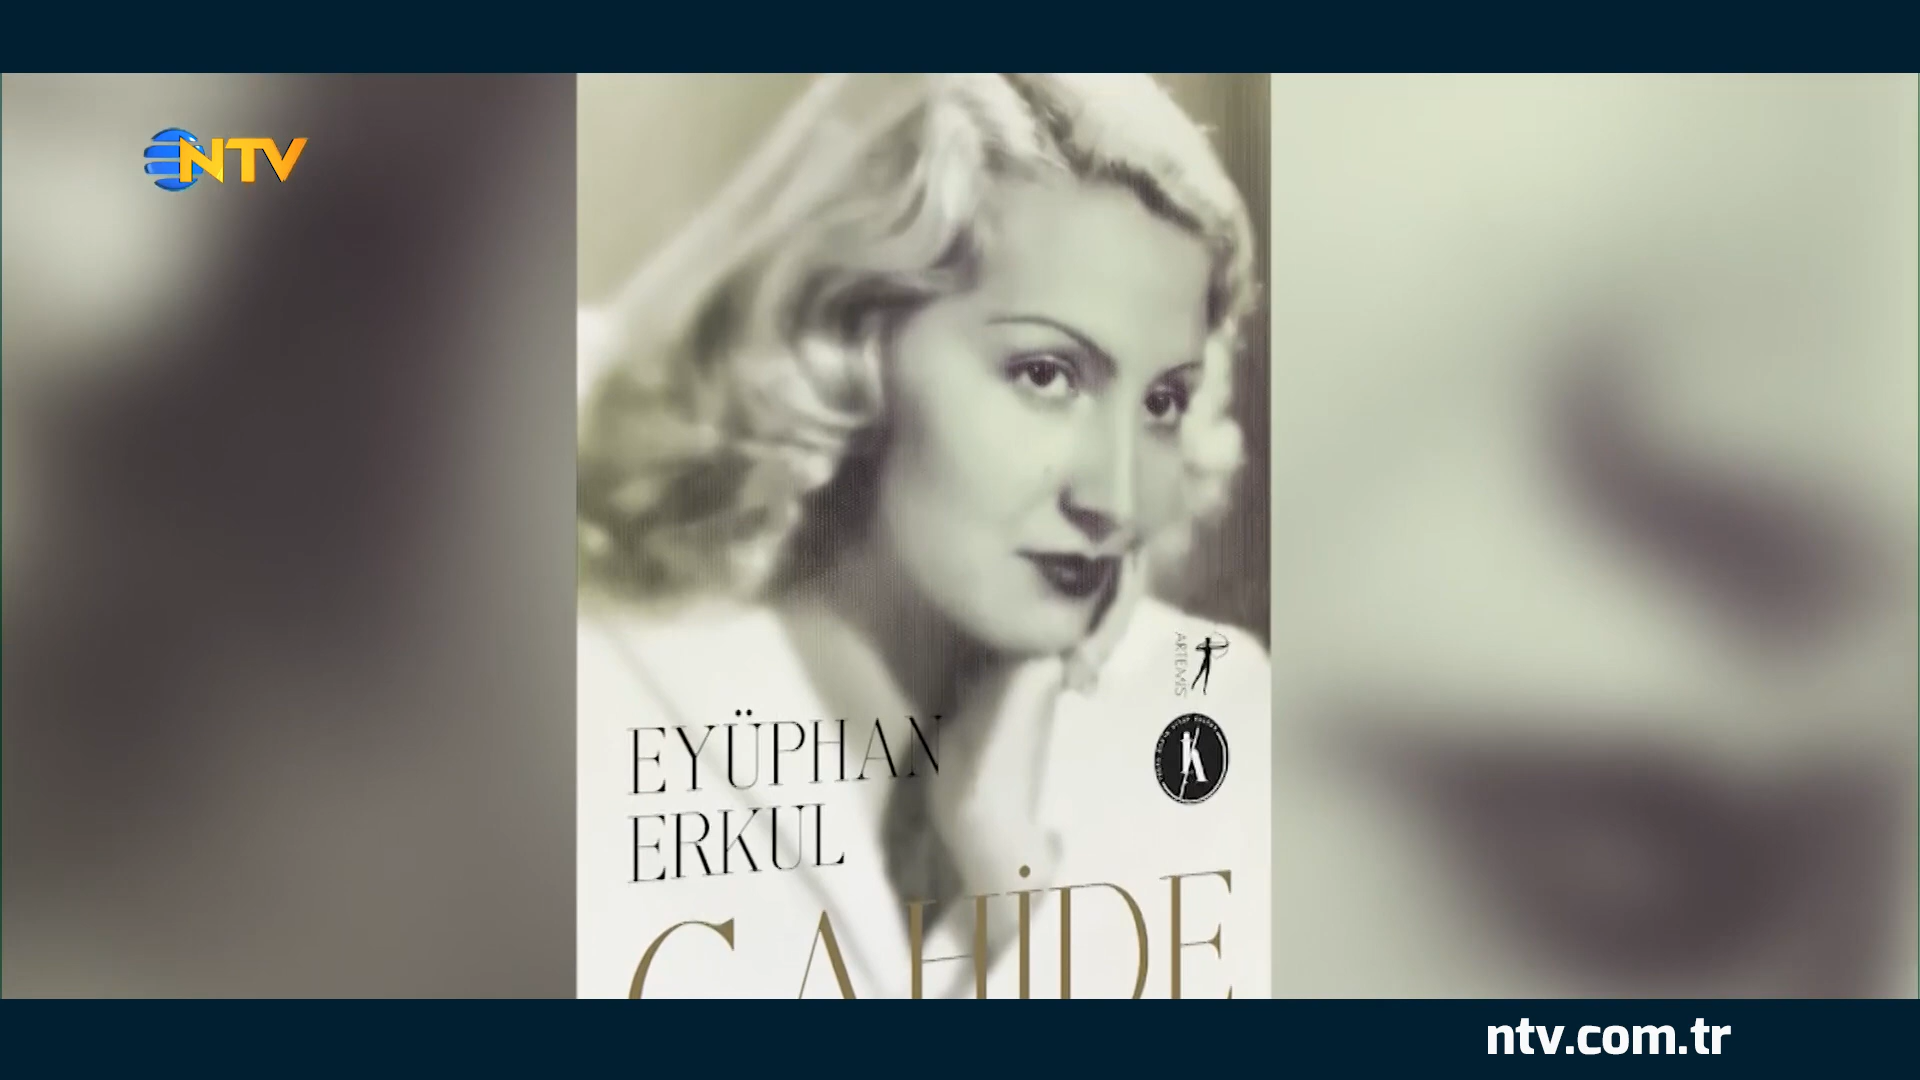 NTV
ARTEMİS
K
EYÜPHAN
ERKUL
CAHİDE
ntv.com.tr